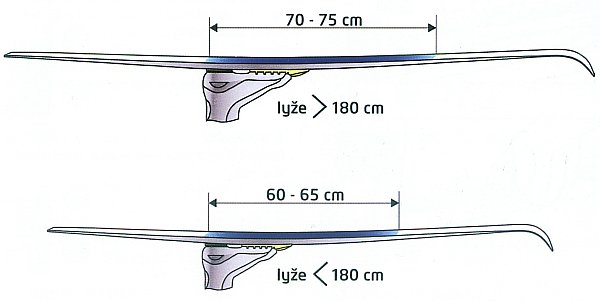 70 - 75 cm
lyže > 180 cm
60 - 65 cm
lyže < 180 cm